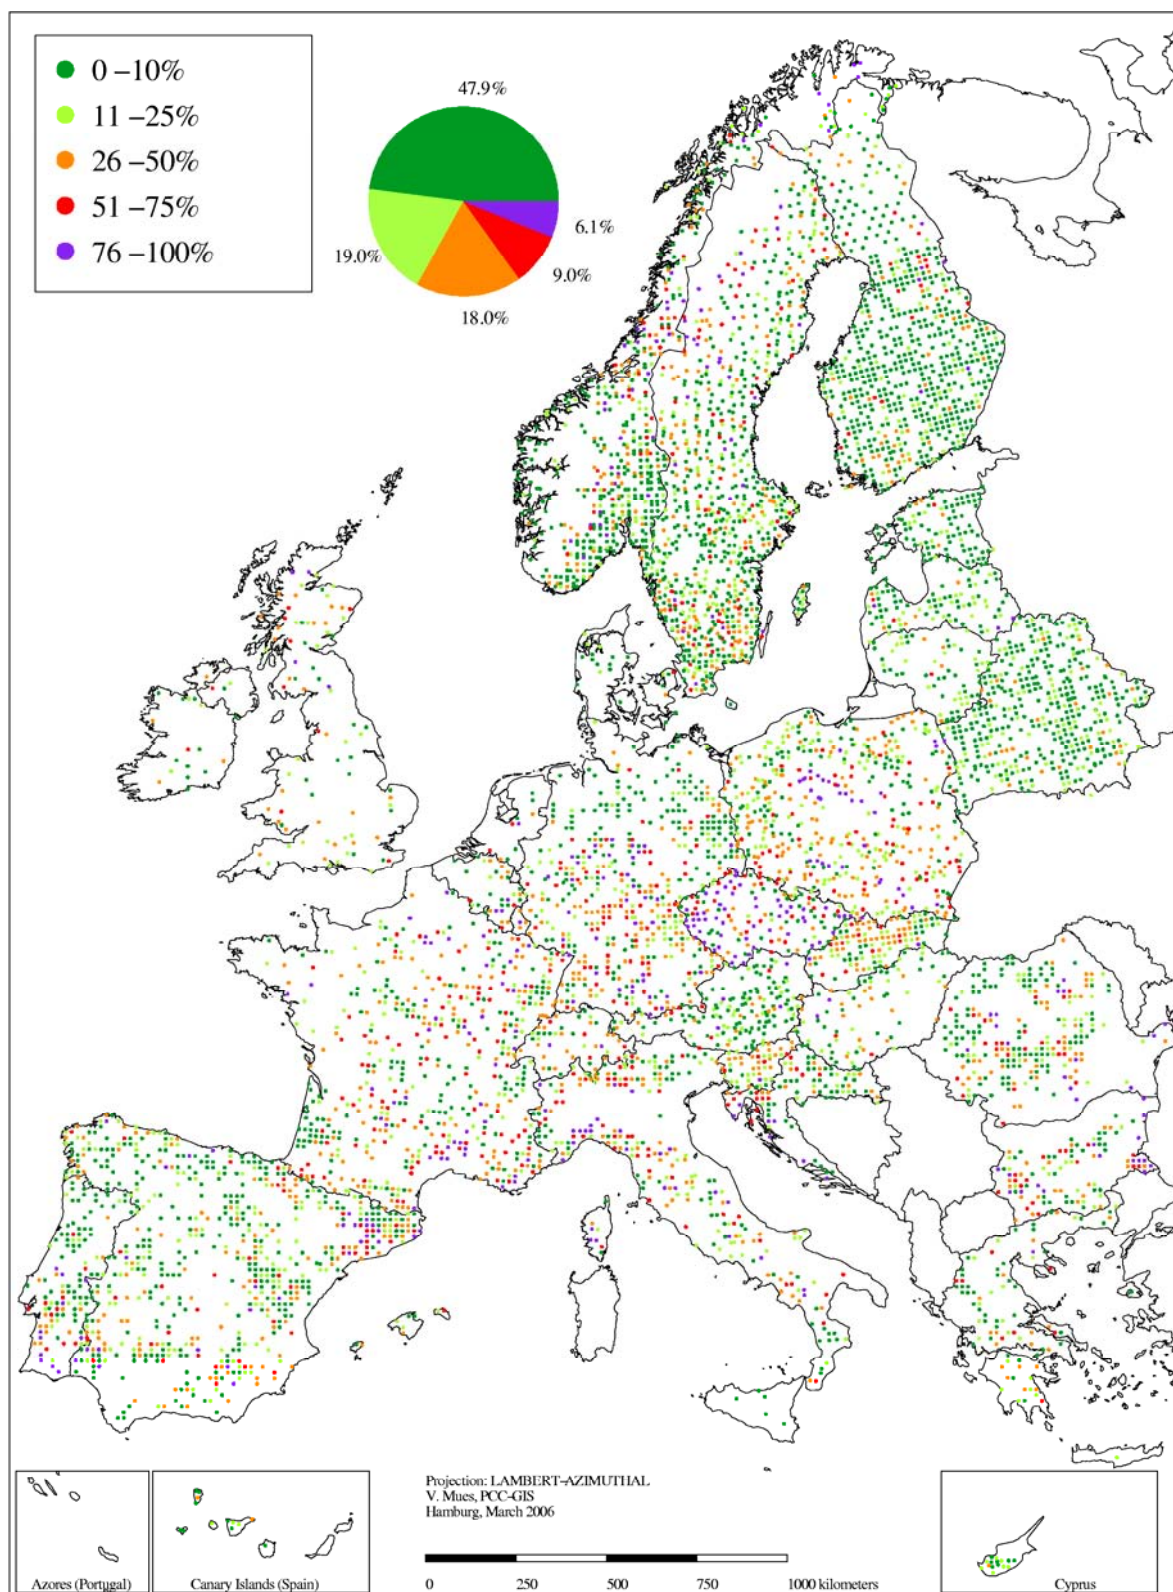 0 –10%
11 –25%
26 –50%
51 –75%
76 –100%
47.9%
6.1%
9.0%
19.0%
18.0%
Projection: LAMBERT-AZIMUTHAL
V. Mues, PCC-GIS
Hamburg, March 2006
Azores (Portugal)
Canary Islands (Spain)
0 250 500 750 1000 kilometers
Cyprus